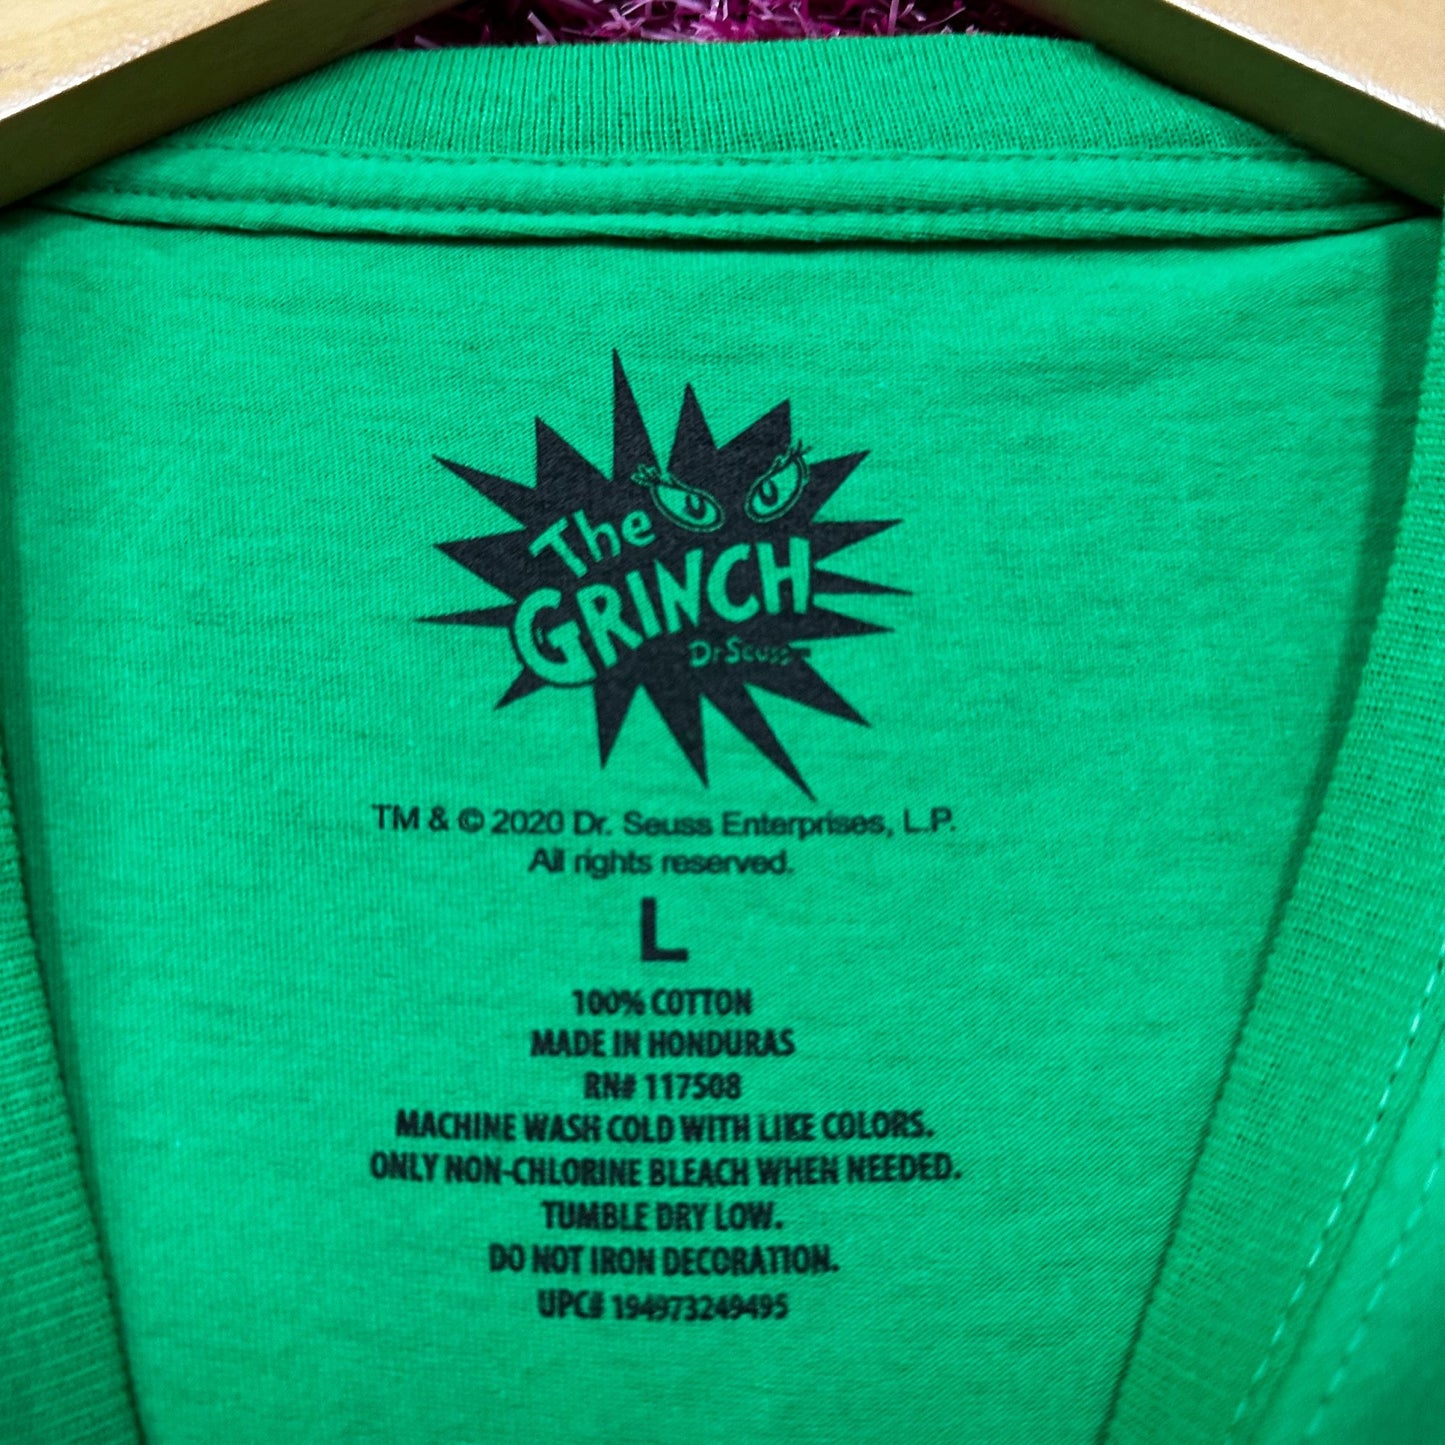 The
GRINCH
Dr Seuss
TM & © 2020 Dr. Seuss Enterprises, L.P.
All rights reserved.
L
100% COTTON
MADE IN HONDURAS
RN# 117508
MACHINE WASH COLD WITH LIKE COLORS.
ONLY NON-CHLORINE BLEACH WHEN NEEDED.
TUMBLE DRY LOW.
DO NOT IRON DECORATION.
UPC# 194973249495